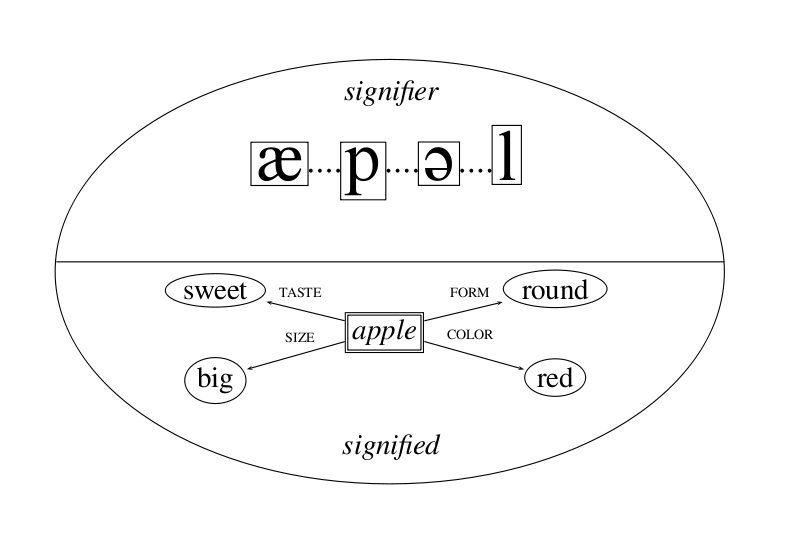 signifier
æ....p....ə....l
sweet TASTE FORM round
apple
SIZE COLOR
big red
signified